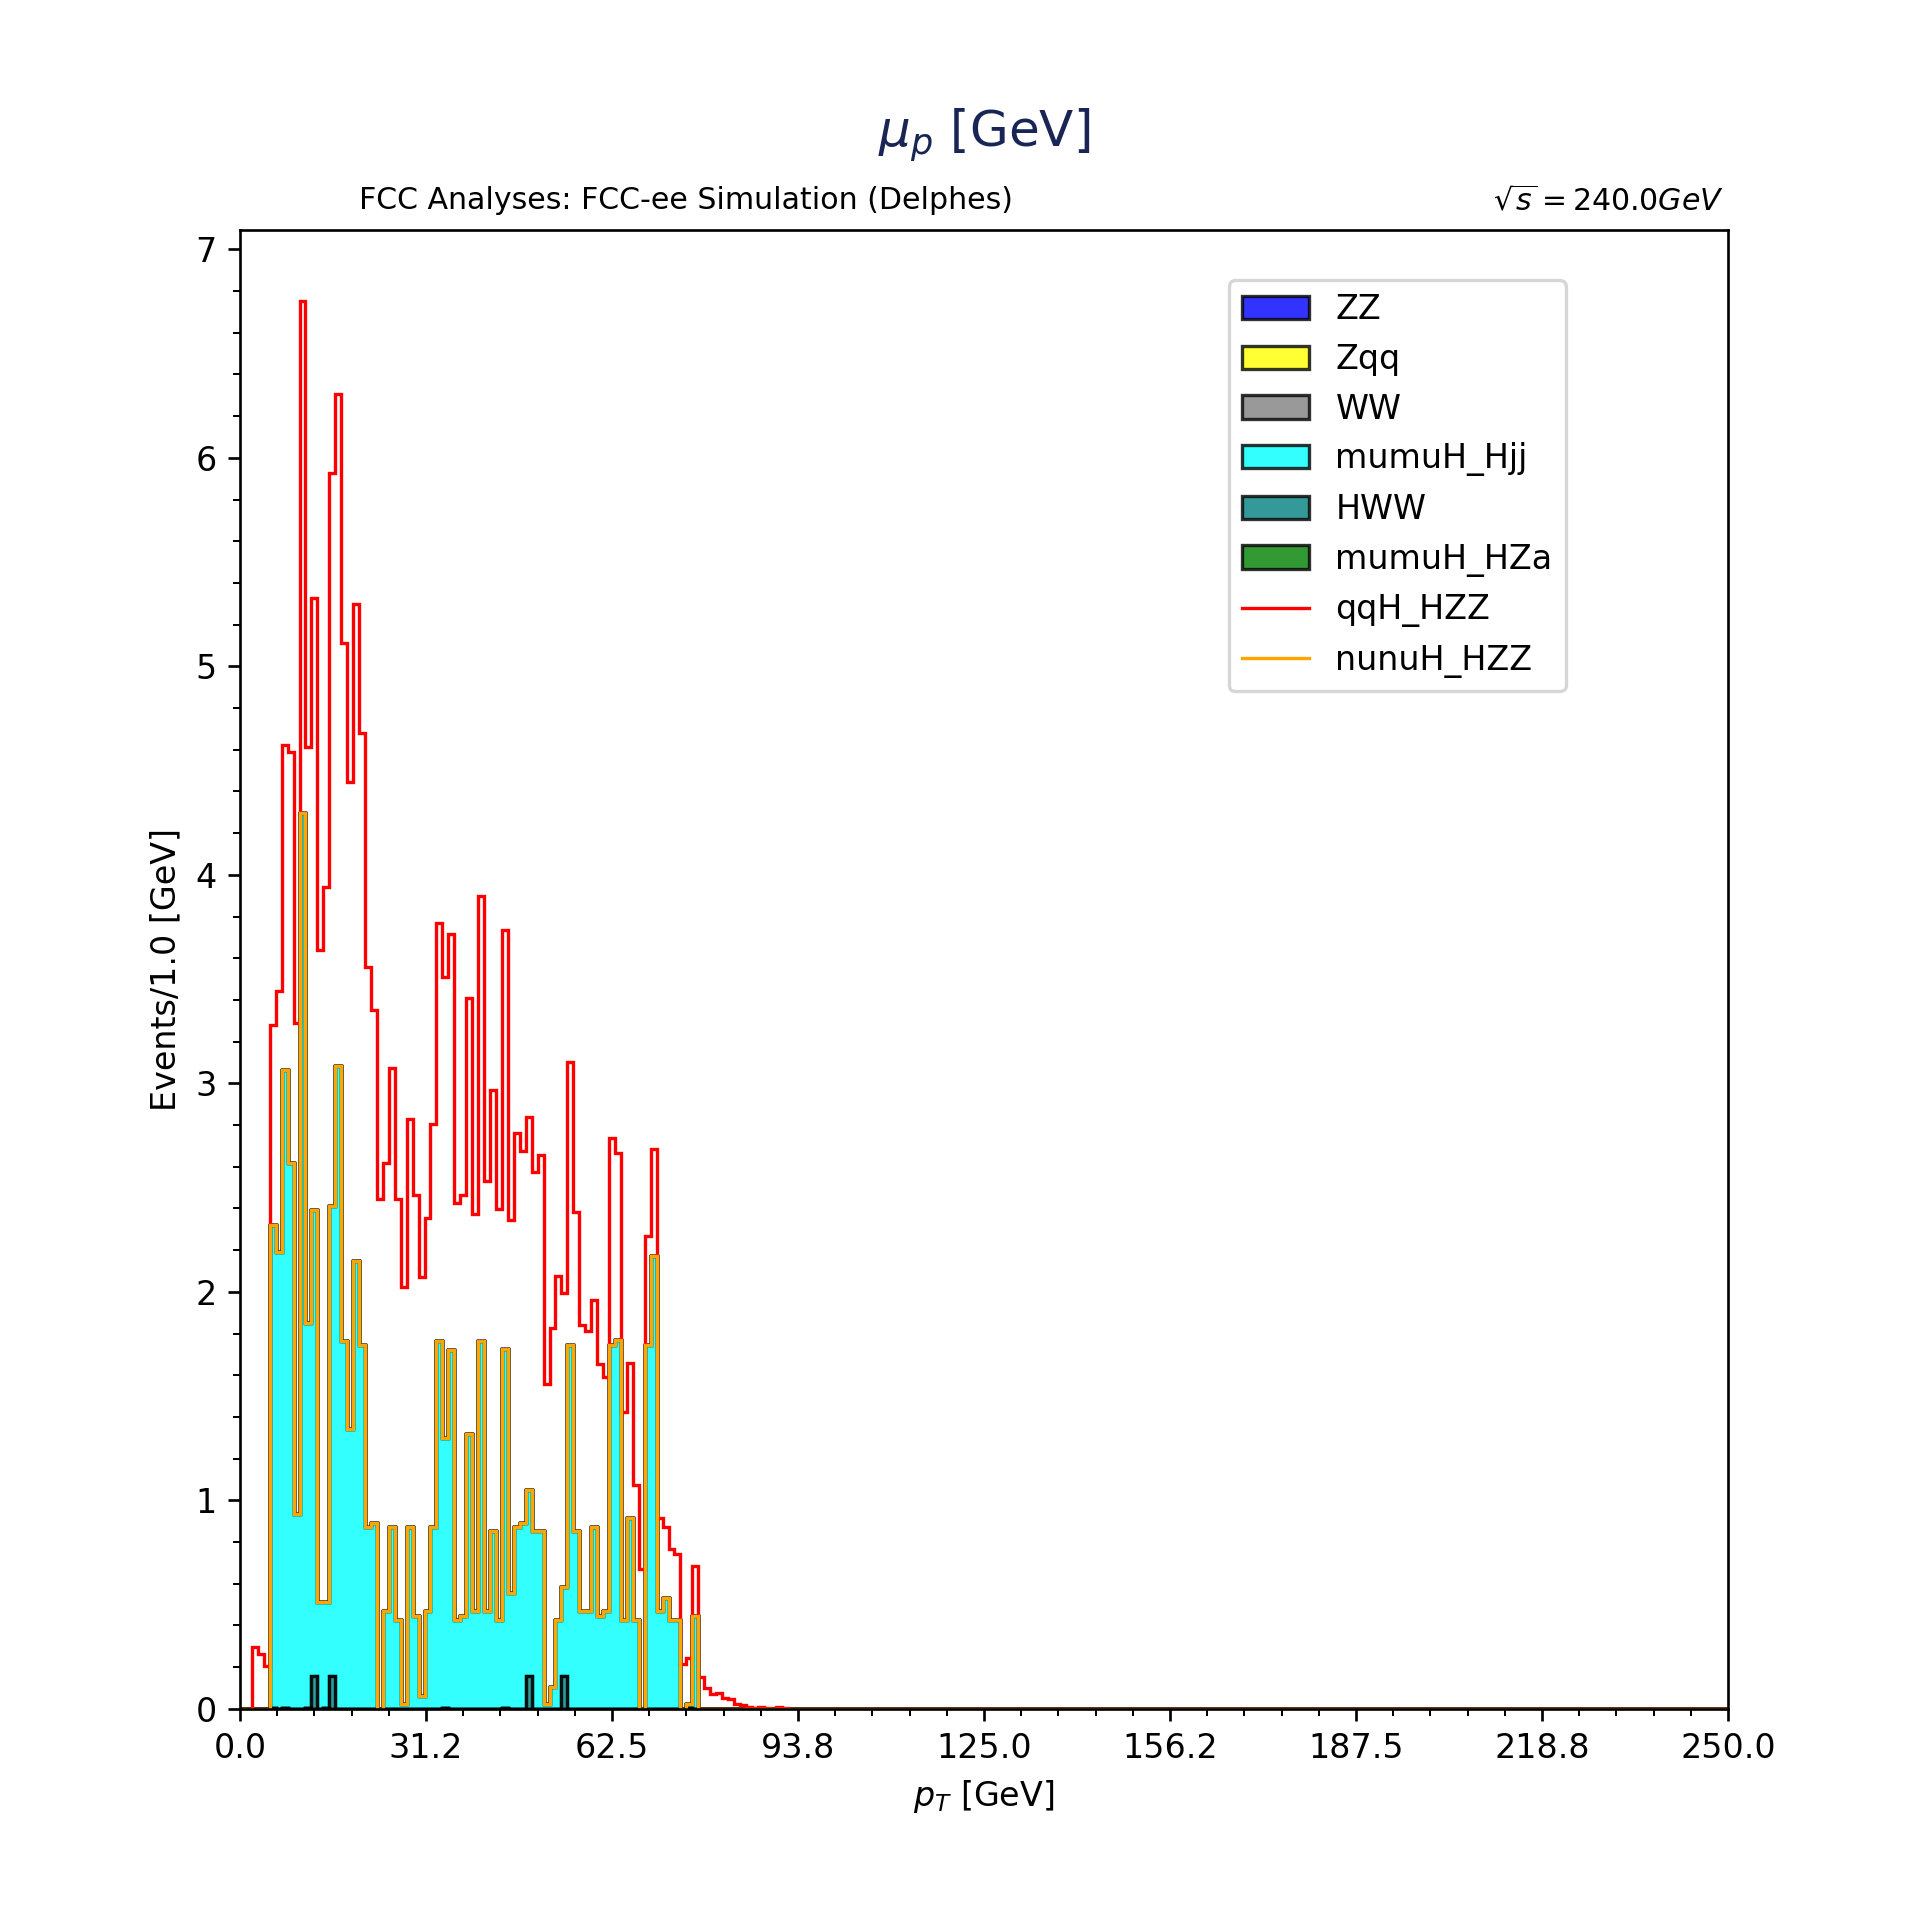 μp [GeV]
FCC Analyses: FCC-ee Simulation (Delphes)
√s = 240.0GeV
7
6
5
4
3
2
1
0
Events/1.0 [GeV]
ZZ
Zqq
WW
mumuH_Hjj
HWW
mumuH_HZa
qqH_HZZ
nunuH_HZZ
0.0 31.2 62.5 93.8 125.0 156.2 187.5 218.8 250.0
pT [GeV]